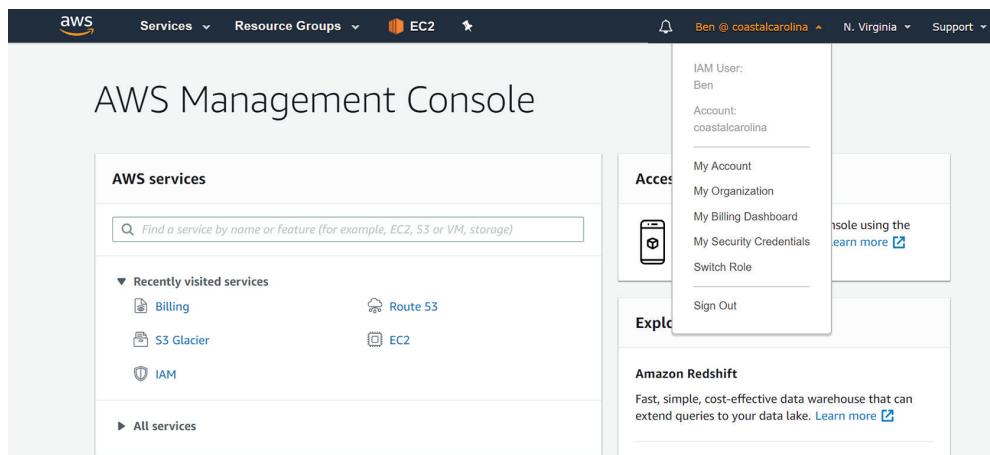 aws Services Resource Groups EC2 Ben @ coastalcarolina N. Virginia Support
AWS Management Console
IAM User:
Ben
Account:
coastalcarolina
My Account
My Organization
My Billing Dashboard
My Security Credentials
Switch Role
Sign Out
AWS services
Find a service by name or feature (for example, EC2, S3 or VM, storage)
Recently visited services
Billing
Route 53
S3 Glacier
EC2
IAM
All services
using the
Learn more
Amazon Redshift
Fast, simple, cost-effective data warehouse that can
extend queries to your data lake. Learn more